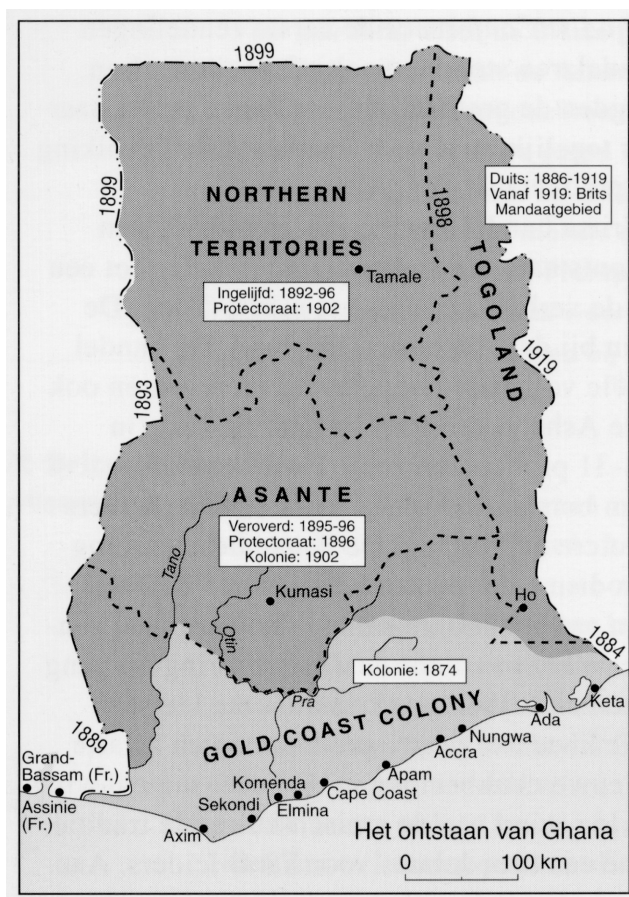 1899
1899
NORTHERN
TERRITORIES
1898
Duits: 1886-1919
Vanaf 1919: Brits
Mandaatgebied
TOGOLAND
Tamale
Ingelijfd: 1892-96
Protectoraat: 1902
1893
1919
ASANTE
Veroverd: 1895-96
Protectoraat: 1896
Kolonie: 1902
Tano
Kumasi
Ofin
Ho
Kolonie: 1874
1884
Pra
GOLD COAST COLONY
Keta
Ada
Nungwa
Accra
1889
Grand-
Bassam (Fr.)
Assinie
(Fr.)
Apam
Cape Coast
Komenda
Elmina
Sekondi
Axim
Het ontstaan van Ghana
0 100 km